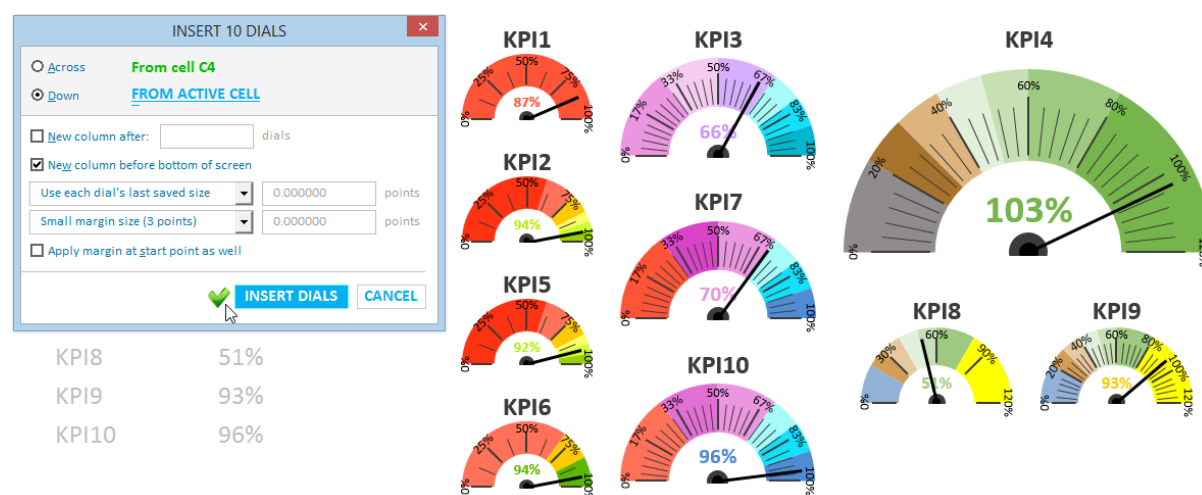 INSERT 10 DIALS
×
Across
From cell C4
Down
FROM ACTIVE CELL
New column after:
dials
New column before bottom of screen
Use each dial's last saved size
0.000000
points
Small margin size (3 points)
0.000000
points
Apply margin at start point as well
INSERT DIALS
CANCEL
KPI8 51%
KPI9 93%
KPI10 96%
KPI1
0% 25% 50% 75% 100%
87%
KPI2
0% 25% 50% 75% 100%
94%
KPI5
0% 25% 50% 75% 100%
92%
KPI6
0% 25% 50% 75% 100%
94%
KPI3
0% 17% 33% 50% 67% 83% 100%
66%
KPI7
0% 17% 33% 50% 67% 83% 100%
70%
KPI10
0% 17% 33% 50% 67% 83% 100%
96%
KPI4
0% 20% 40% 60% 80% 100%
103%
KPI8
0% 30% 60% 90% 120%
51%
KPI9
0% 20% 40% 60% 80% 100% 120%
93%